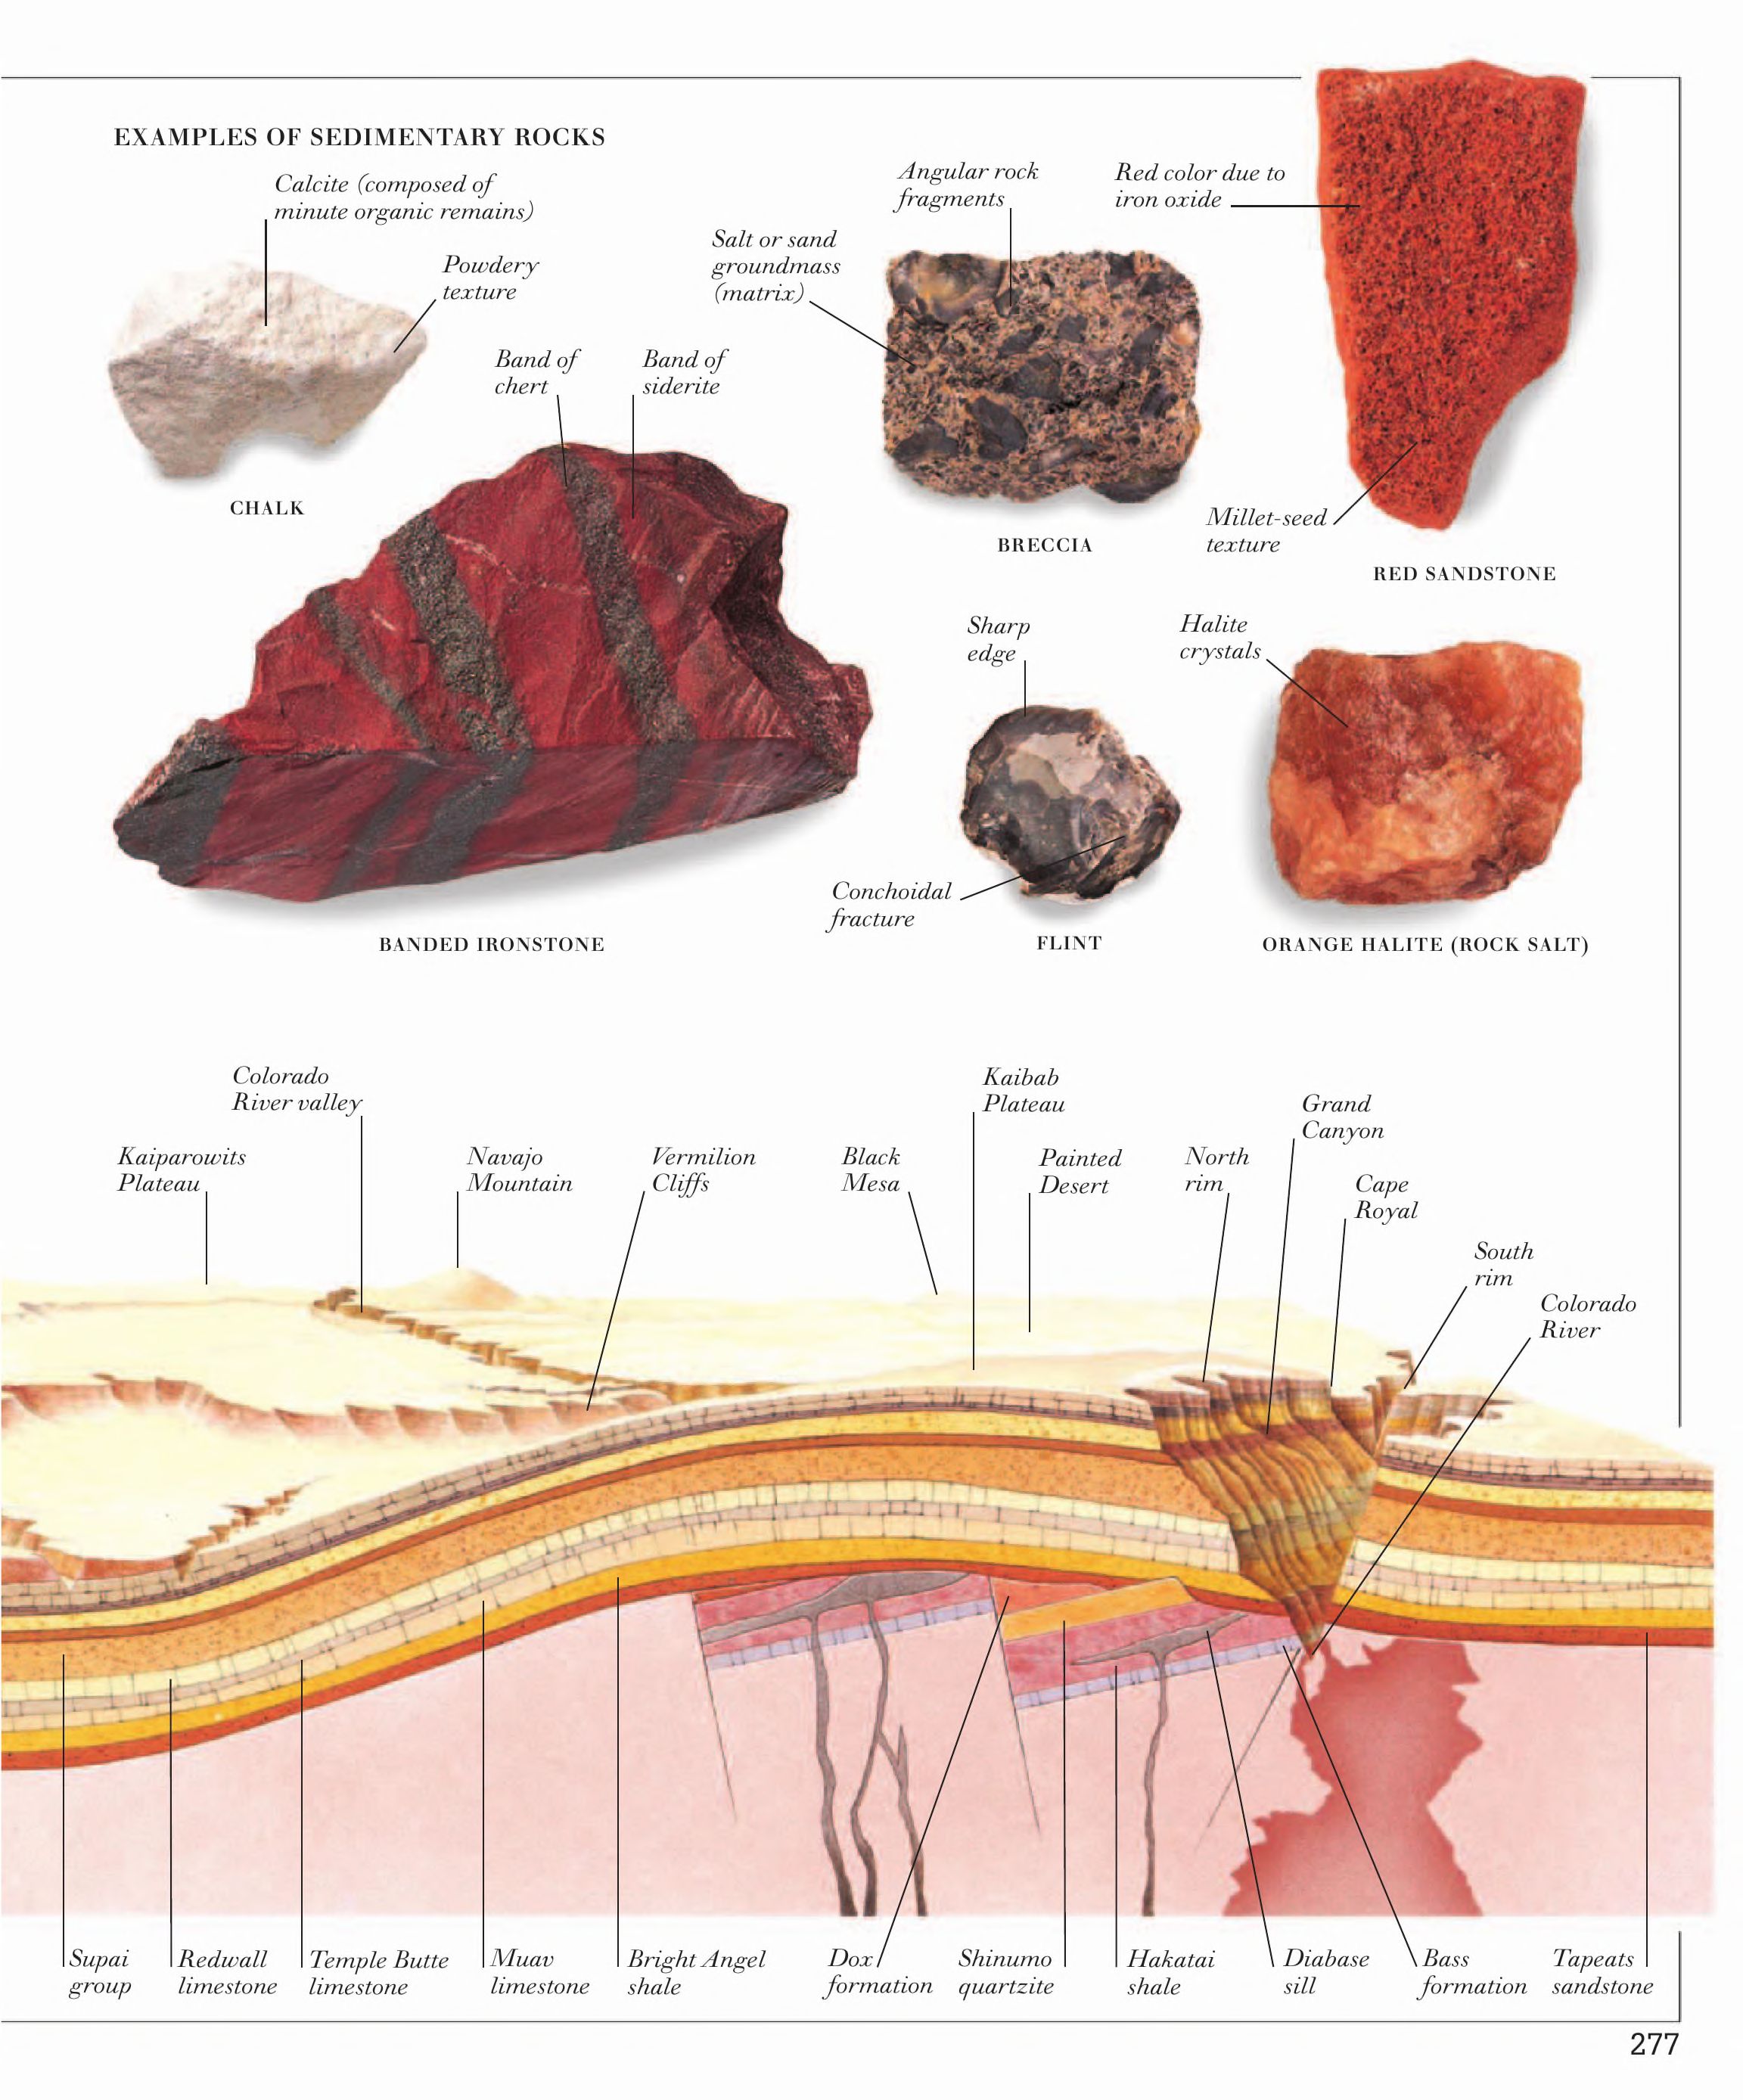 EXAMPLES OF SEDIMENTARY ROCKS
Calcite (composed of
minute organic remains)
Powdery
texture
CHALK
Band of
chert
Band of
siderite
BANDED IRONSTONE
Salt or sand
groundmass
(matrix)
Angular rock
fragments
BRECCIA
Red color due to
iron oxide
Millet-seed
texture
RED SANDSTONE
Sharp
edge
Conchoidal
fracture
FLINT
Halite
crystals
ORANGE HALITE (ROCK SALT)
Kaiparowits
Plateau
Colorado
River valley
Navajo
Mountain
Vermilion
Cliffs
Black
Mesa
Kaibab
Plateau
Painted
Desert
North
rim
Grand
Canyon
Cape
Royal
South
rim
Colorado
River
Supai
group
Redwall
limestone
Temple Butte
limestone
Muav
limestone
Bright Angel
shale
Dox
formation
Shinumo
quartzite
Hakatai
shale
Diabase
sill
Bass
formation
Tapeats
sandstone
277